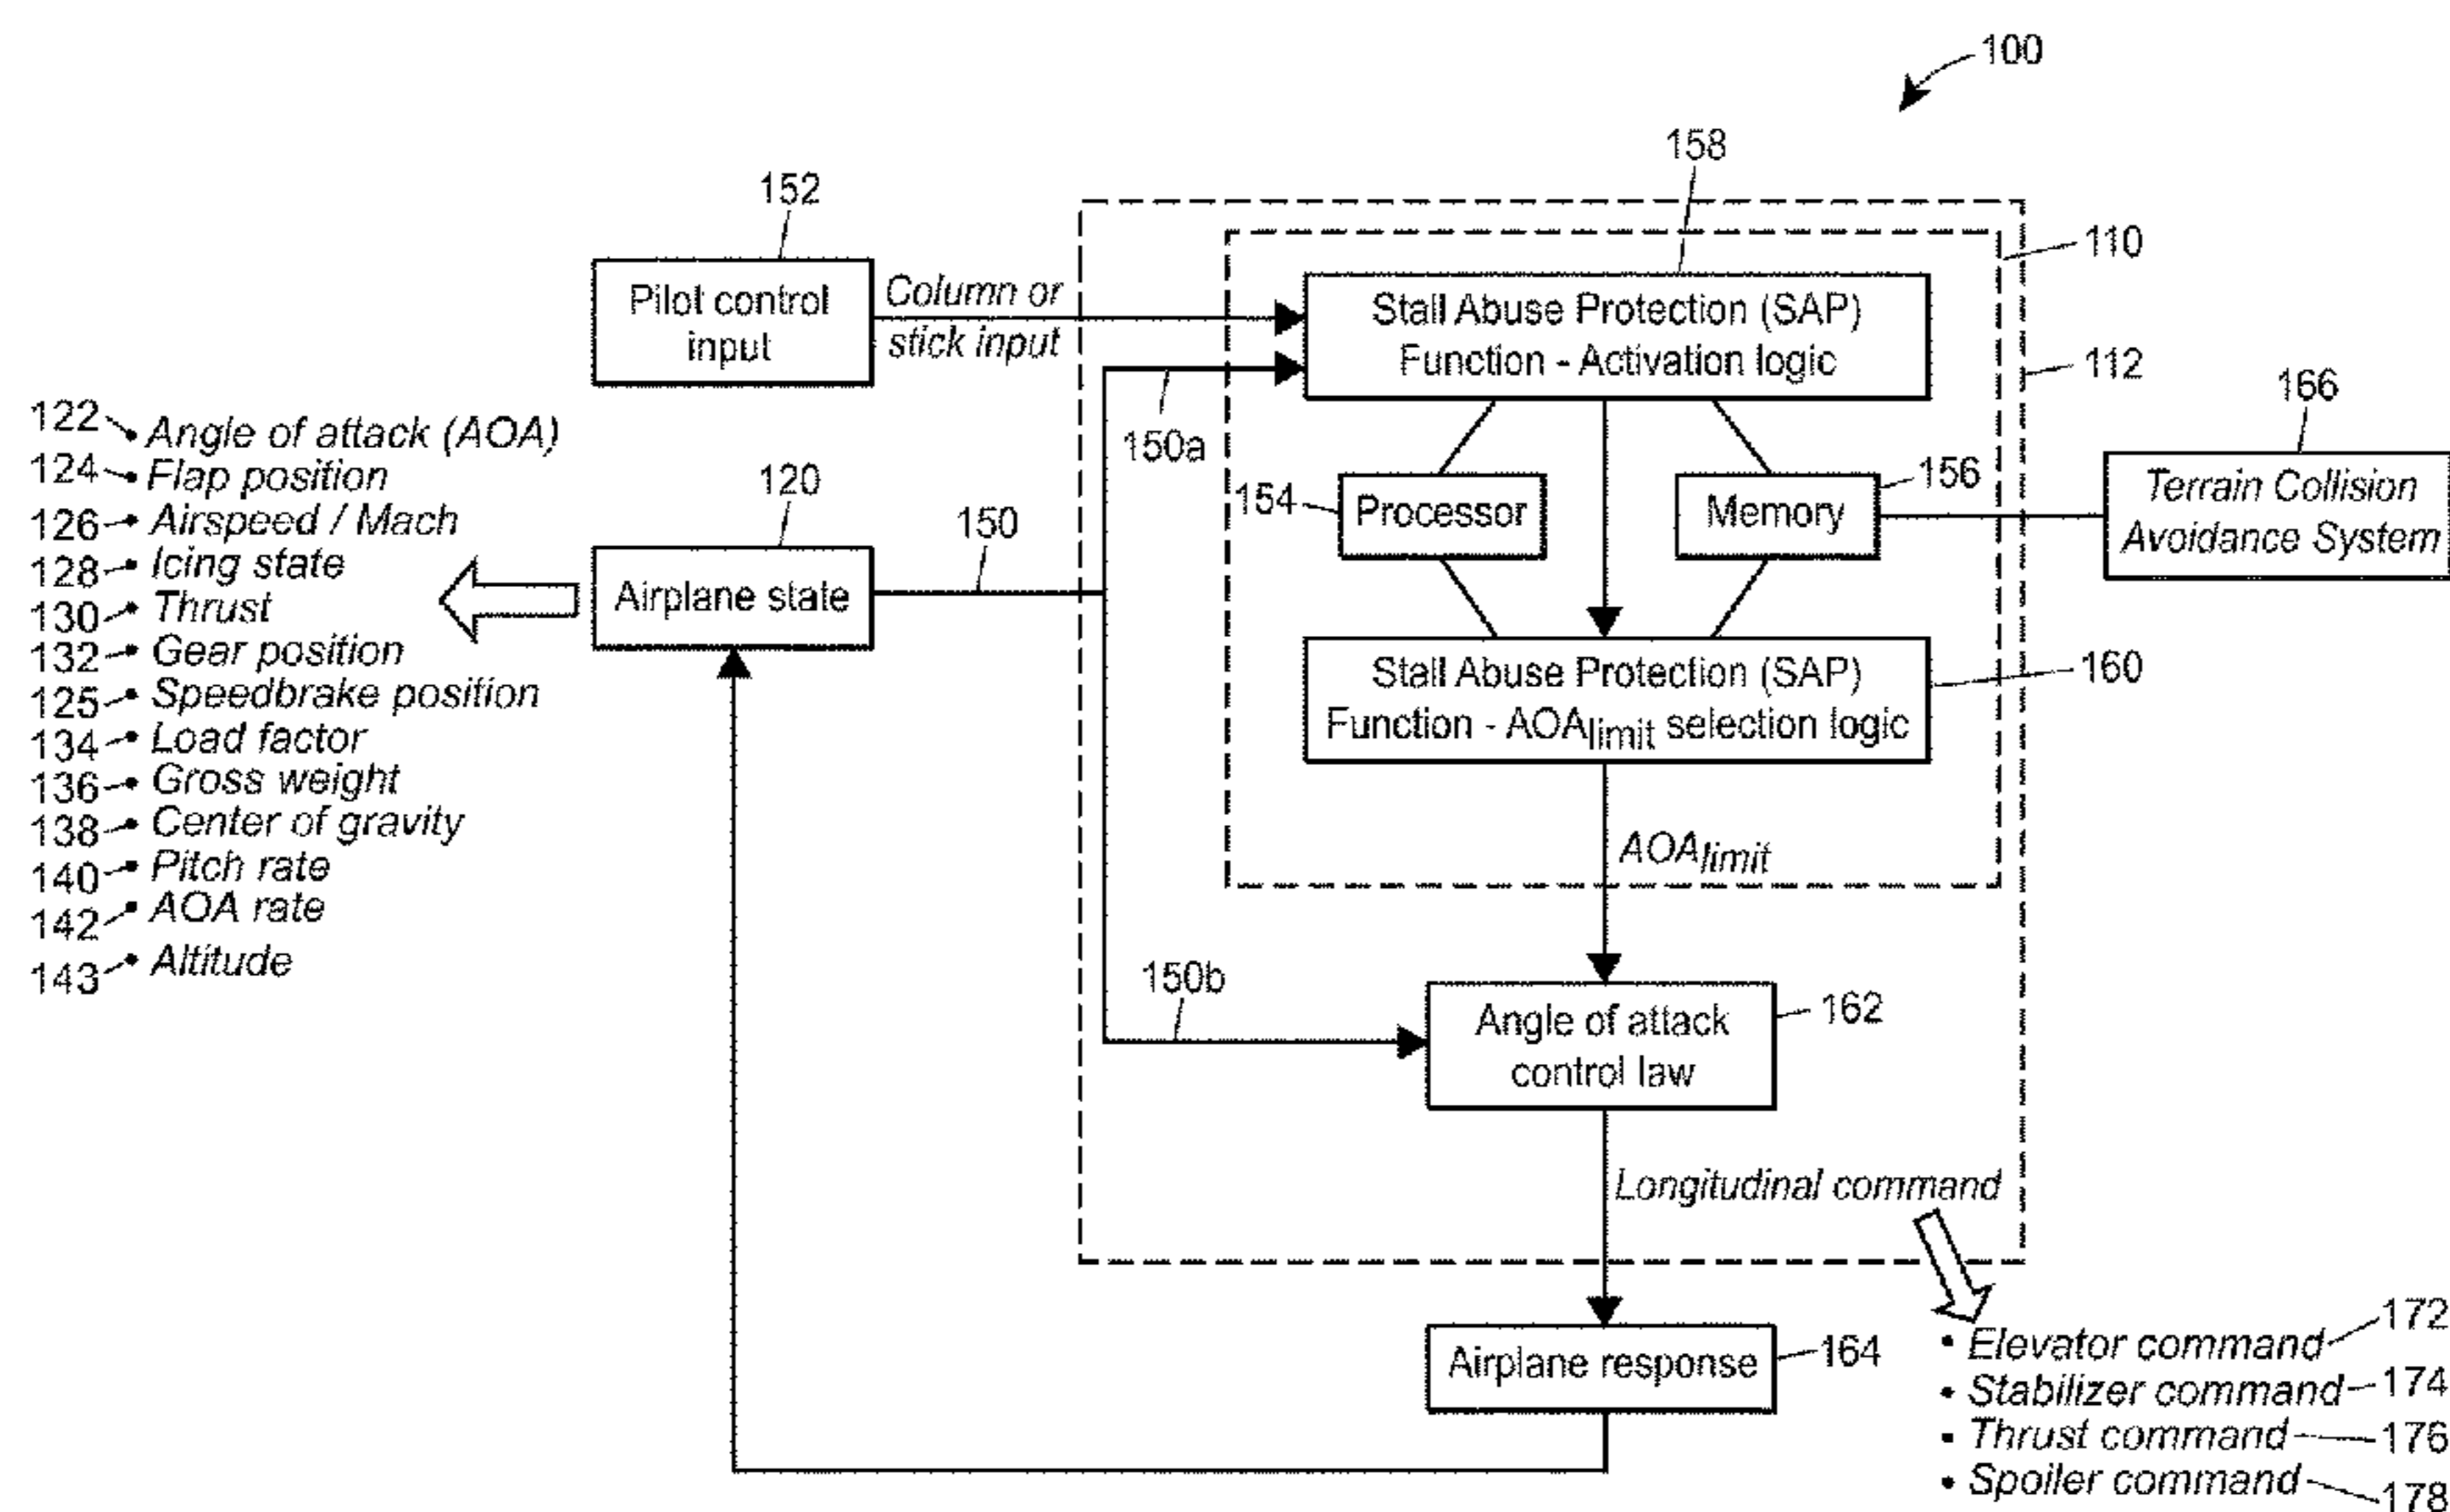 100
158
152
110
Pilot control
input
Column or
stick input
Stall Abuse Protection (SAP)
Function - Activation logic
112
166
150a
122 • Angle of attack (AOA)
124 • Flap position
126 • Airspeed / Mach
128 • Icing state
130 • Thrust
132 • Gear position
125 • Speedbrake position
134 • Load factor
136 • Gross weight
138 • Center of gravity
140 • Pitch rate
142 • AOA rate
143 • Altitude
120
Airplane state
150
154
Processor
156
Memory
Terrain Collision
Avoidance System
Stall Abuse Protection (SAP)
Function - AOAlimit selection logic
160
AOAlimit
150b
Angle of attack
control law
162
Longitudinal command
Airplane response
164
• Elevator command 172
• Stabilizer command 174
• Thrust command 176
• Spoiler command 178